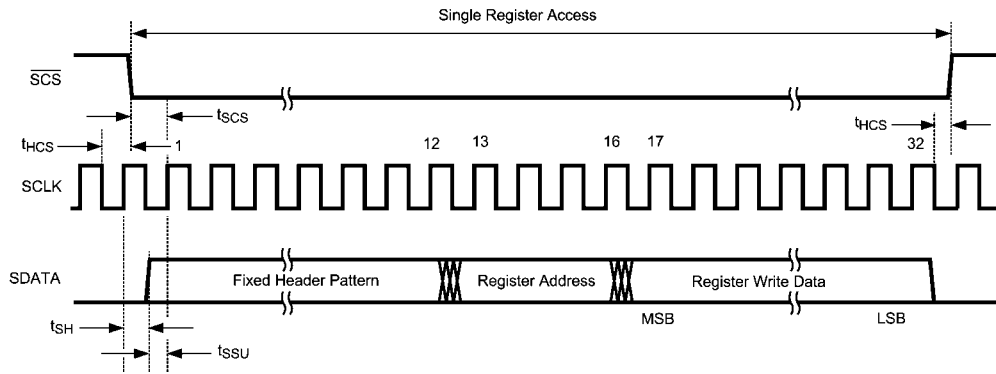 Single Register Access
SCS
tSCS
tHCS
tHCS
1
12
13
16
17
32
SCLK
SDATA
Fixed Header Pattern
Register Address
Register Write Data
MSB
LSB
tSH
tSSU